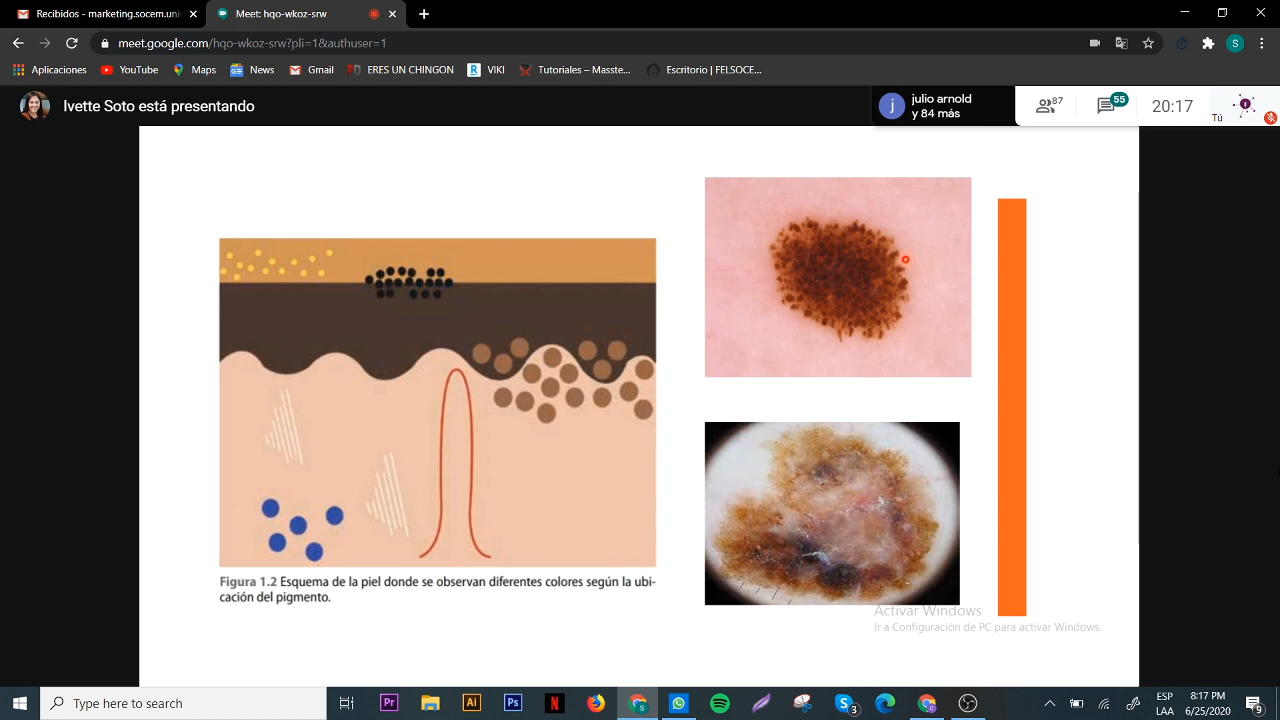 Recibidos - marketing.socem.uni
Meet: hqo-wkoz-srw
meet.google.com/hqo-wkoz-srw?pli=1&authuser=1
S
Aplicaciones
YouTube
Maps
News
Gmail
ERES UN CHINGON
VIKI
Tutoriales – Masste...
Escritorio | FELSOCE...
Ivette Soto está presentando
j
julio arnold
y 84 más
87
55
20:17
Tú
Figura 1.2 Esquema de la piel donde se observan diferentes colores según la ubi-
cación del pigmento.
Activar Windows
Ir a Configuración de PC para activar Windows.
Type here to search
Pr
Ai
Ps
N
3
ESP
LAA
8:17 PM
6/25/2020